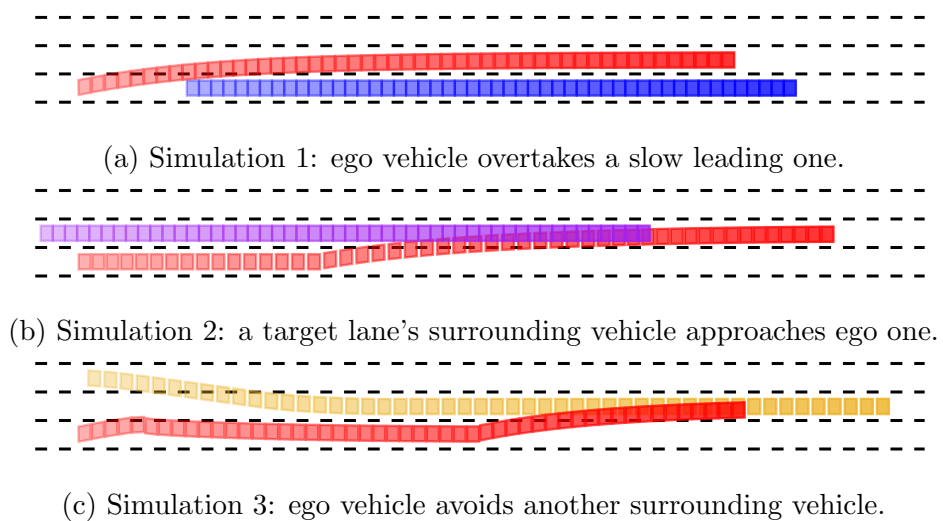 (a) Simulation 1: ego vehicle overtakes a slow leading one.
(b) Simulation 2: a target lane's surrounding vehicle approaches ego one.
(c) Simulation 3: ego vehicle avoids another surrounding vehicle.